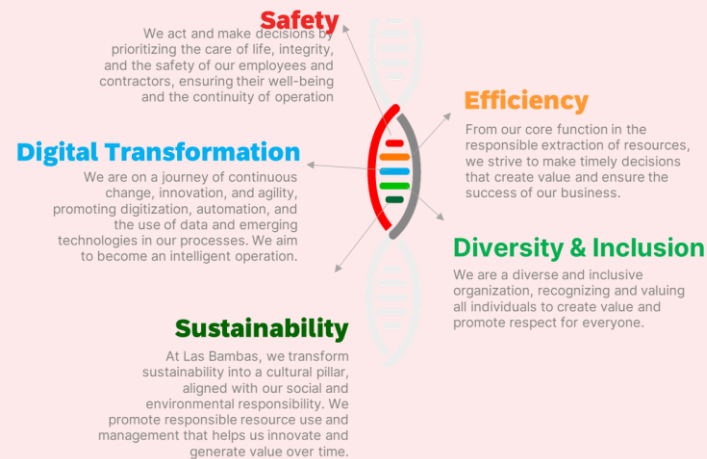 Safety
We act and make decisions by
prioritizing the care of life, integrity,
and the safety of our employees and
contractors, ensuring their well-being
and the continuity of operation
Efficiency
From our core function in the
responsible extraction of resources,
we strive to make timely decisions
that create value and ensure the
success of our business.
Digital Transformation
We are on a journey of continuous
change, innovation, and agility,
promoting digitization, automation, and
the use of data and emerging
technologies in our processes. We aim
to become an intelligent operation.
Diversity & Inclusion
We are a diverse and inclusive
organization, recognizing and valuing
all individuals to create value and
promote respect for everyone.
Sustainability
At Las Bambas, we transform
sustainability into a cultural pillar,
aligned with our social and
environmental responsibility. We
promote responsible resource use and
management that helps us innovate and
generate value over time.